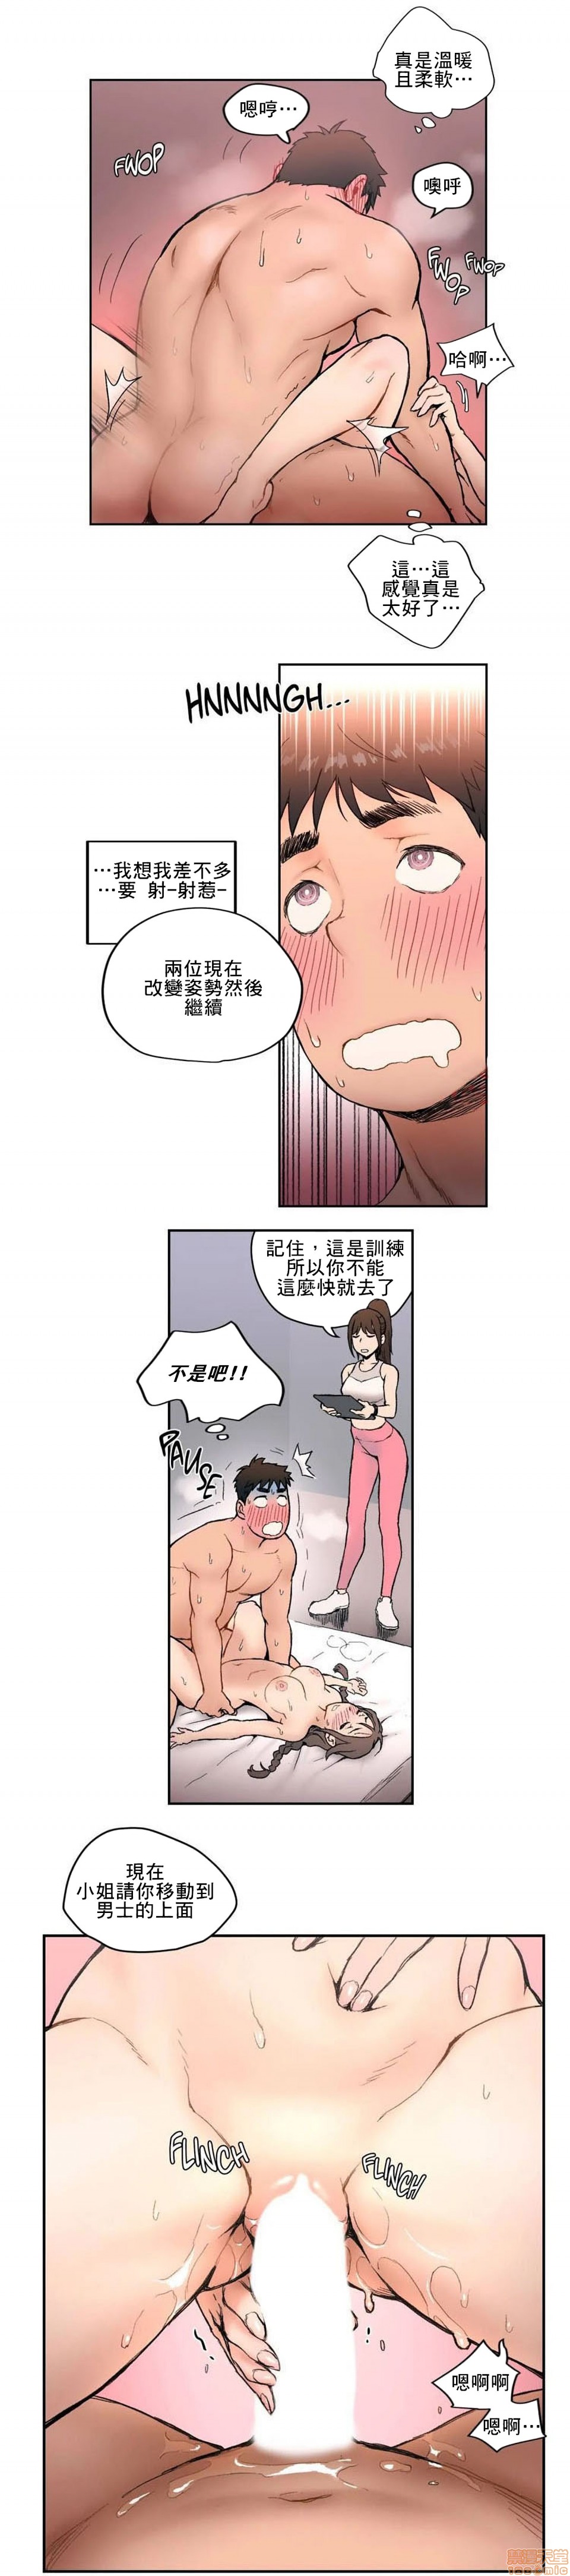 真是溫暖
且柔軟…
嗯哼…
FWOP
噢呼
FWOP
FWOP
哈啊…
這…這
感覺真是
太好了…
HNNNNGH...
…我想我差不多
…要 射-射惹-
兩位現在
改變姿勢然後
繼續
記住，這是訓練
所以你不能
這麼快就去了
不是吧!!
PAUSE
現在
小姐請你移動到
男士的上面
FLINCH
FLINCH
嗯啊啊
嗯啊…